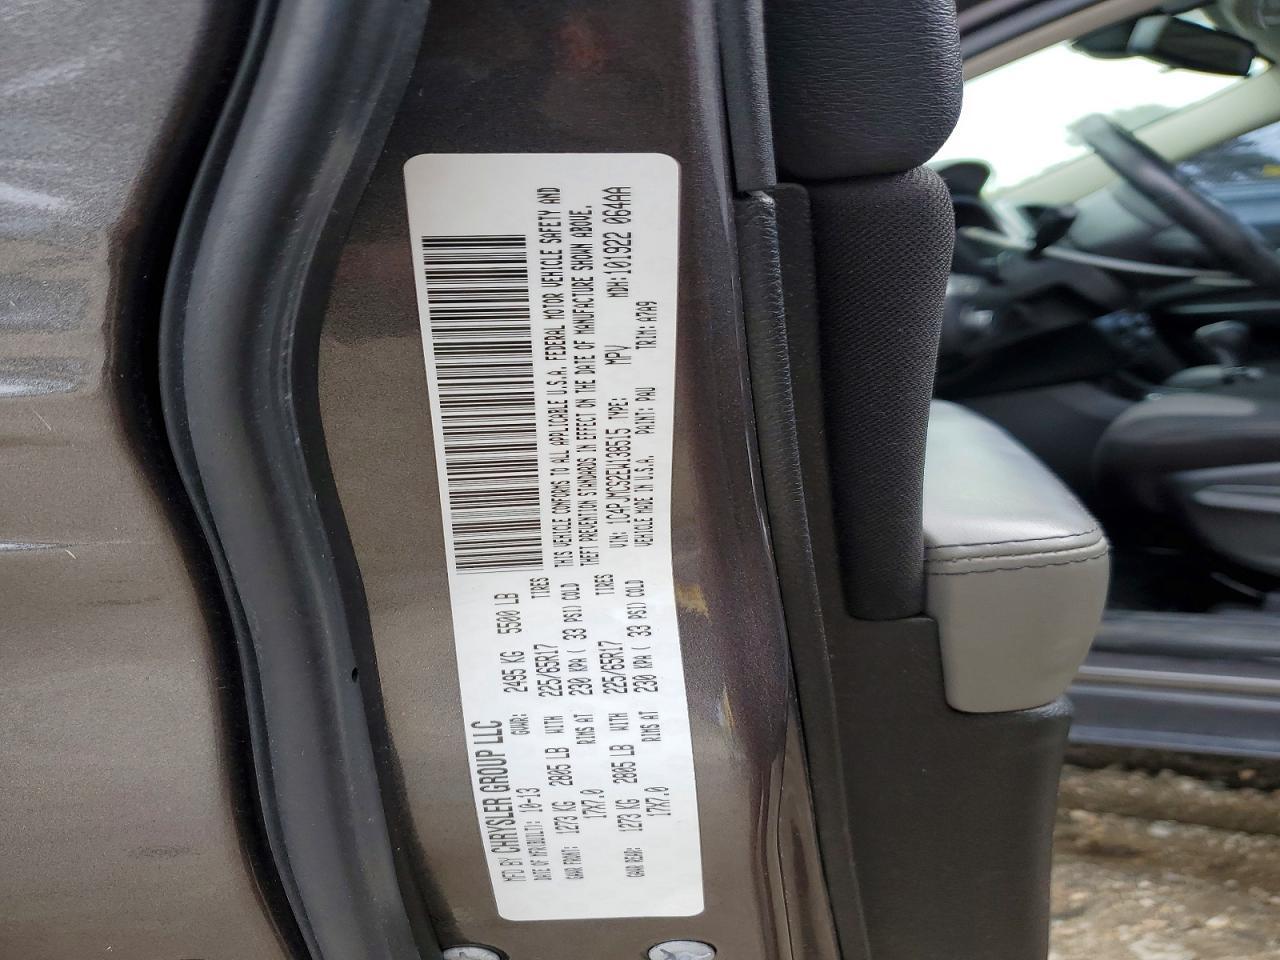 MFD BY CHRYSLER GROUP LLC
DATE OF MFR(BUILT): 10-13 GVWR: 2495 KG 5500 LB
GAWR FRONT: 1273 KG 2805 LB WITH 225/65R17 TIRES
17X7.0 RIMS AT 230 KPA ( 33 PSI) COLD
GAWR REAR: 1273 KG 2805 LB WITH 225/65R17 TIRES
17X7.0 RIMS AT 230 KPA ( 33 PSI) COLD
THIS VEHICLE CONFORMS TO ALL APPLICABLE U.S.A. FEDERAL MOTOR VEHICLE SAFETY AND
THEFT PREVENTION STANDARDS IN EFFECT ON THE DATE OF MANUFACTURE SHOWN ABOVE.
VIN: 1C4PJMCS2EW138515 TYPE: MPV MDH:101922 064AA
VEHICLE MADE IN U.S.A. PAINT: PAU TRIM: A7A9